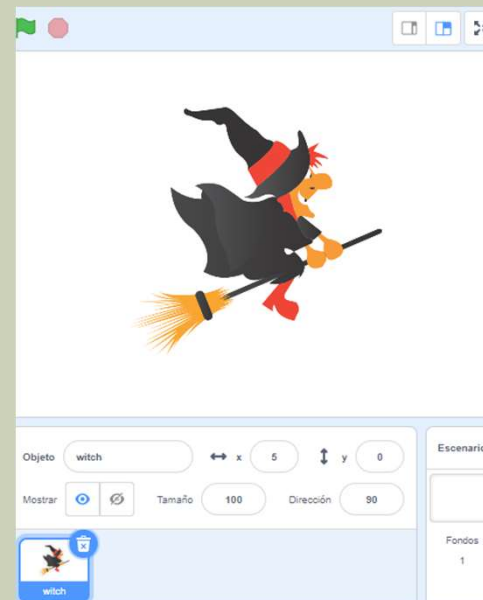 Objeto witch x 5 y 0
Mostrar Tamaño 100 Dirección 90
witch
Escenario
Fondos
1